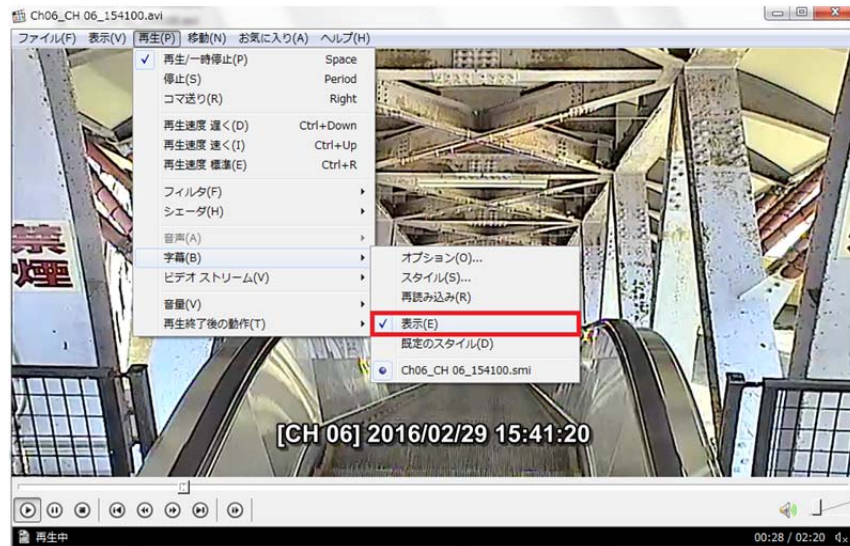 Ch06_CH 06_154100.avi
ファイル(F) 表示(V) 再生(P) 移動(N) お気に入り(A) ヘルプ(H)
再生/一時停止(P) Space
停止(S) Period
コマ送り(R) Right
再生速度 遅く(D) Ctrl+Down
再生速度 速く(I) Ctrl+Up
再生速度 標準(E) Ctrl+R
フィルタ(F)
シェーダ(H)
音声(A)
字幕(B)
ビデオ ストリーム(V)
音量(V)
再生終了後の動作(T)
オプション(O)...
スタイル(S)...
再読み込み(R)
表示(E)
既定のスタイル(D)
Ch06_CH 06_154100.smi
禁煙
[CH 06] 2016/02/29 15:41:20
再生中
00:28 / 02:20